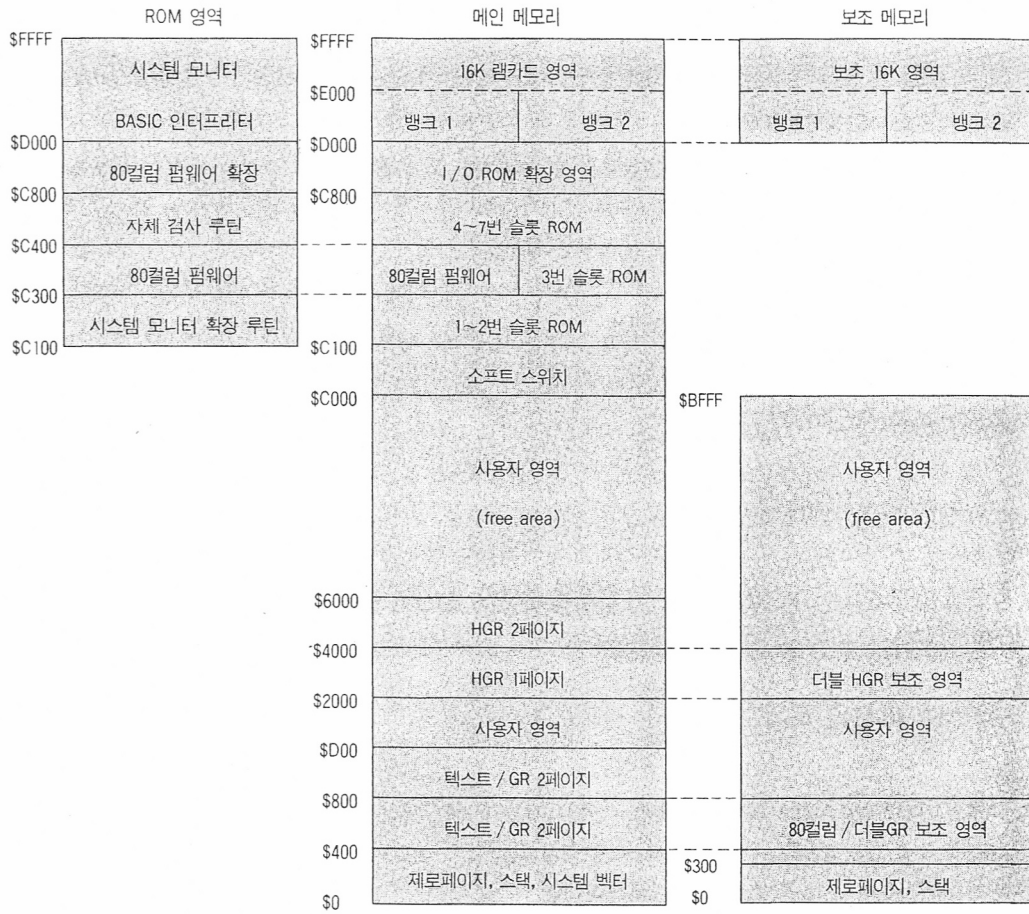 ROM 영역
메인 메모리
보조 메모리
$FFFF
시스템 모니터
BASIC 인터프리터
$D000
80컬럼 펌웨어 확장
$C800
자체 검사 루틴
$C400
80컬럼 펌웨어
$C300
시스템 모니터 확장 루틴
$C100
$FFFF
16K 램카드 영역
$E000
뱅크 1
뱅크 2
$D000
I/O ROM 확장 영역
$C800
4~7번 슬롯 ROM
80컬럼 펌웨어
3번 슬롯 ROM
1~2번 슬롯 ROM
$C100
소프트 스위치
$C000
사용자 영역
(free area)
$6000
HGR 2페이지
$4000
HGR 1페이지
$2000
사용자 영역
$D00
텍스트 / GR 2페이지
$800
텍스트 / GR 2페이지
$400
제로페이지, 스택, 시스템 벡터
$0
보조 16K 영역
뱅크 1
뱅크 2
$BFFF
사용자 영역
(free area)
더블 HGR 보조 영역
사용자 영역
80컬럼 / 더블GR 보조 영역
$300
제로페이지, 스택
$0